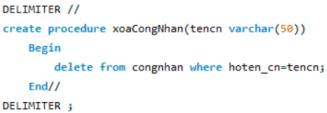 DELIMITER //
create procedure xoaCongNhan(tencn varchar(50))
Begin
delete from congnhan where hoten_cn=tencn;
End//
DELIMITER ;